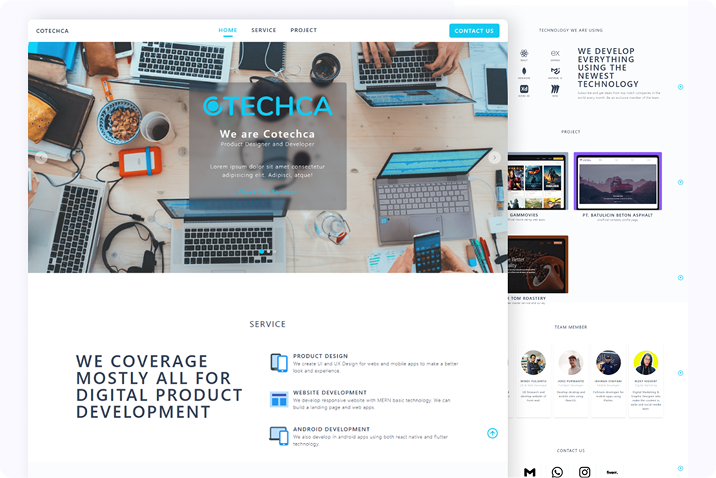 COTECHCA
HOME SERVICE PROJECT
CONTACT US
COTECHCA
We are Cotechca
Product Designer and Developer
Lorem ipsum dolor sit amet consectetur
adipisicing elit. Adipisci, atque!
SERVICE
WE COVERAGE
MOSTLY ALL FOR
DIGITAL PRODUCT
DEVELOPMENT
PRODUCT DESIGN
We create UI and UX Design for webs and mobile apps to make a better
look and experience.
WEBSITE DEVELOPMENT
We develop responsive website with MERN basic technology. We can
build a landing page and web apps.
ANDROID DEVELOPMENT
We also develop in android apps using both react native and flutter
technology
TECHNOLOGY WE ARE USING
WE DEVELOP
EVERYTHING
USING THE
NEWEST
TECHNOLOGY
PROJECT
GAMMOVIES
PT. BATULICIN BETON ASPHALT
TOM ROASTERY
TEAM MEMBER
CONTACT US
fiverr.